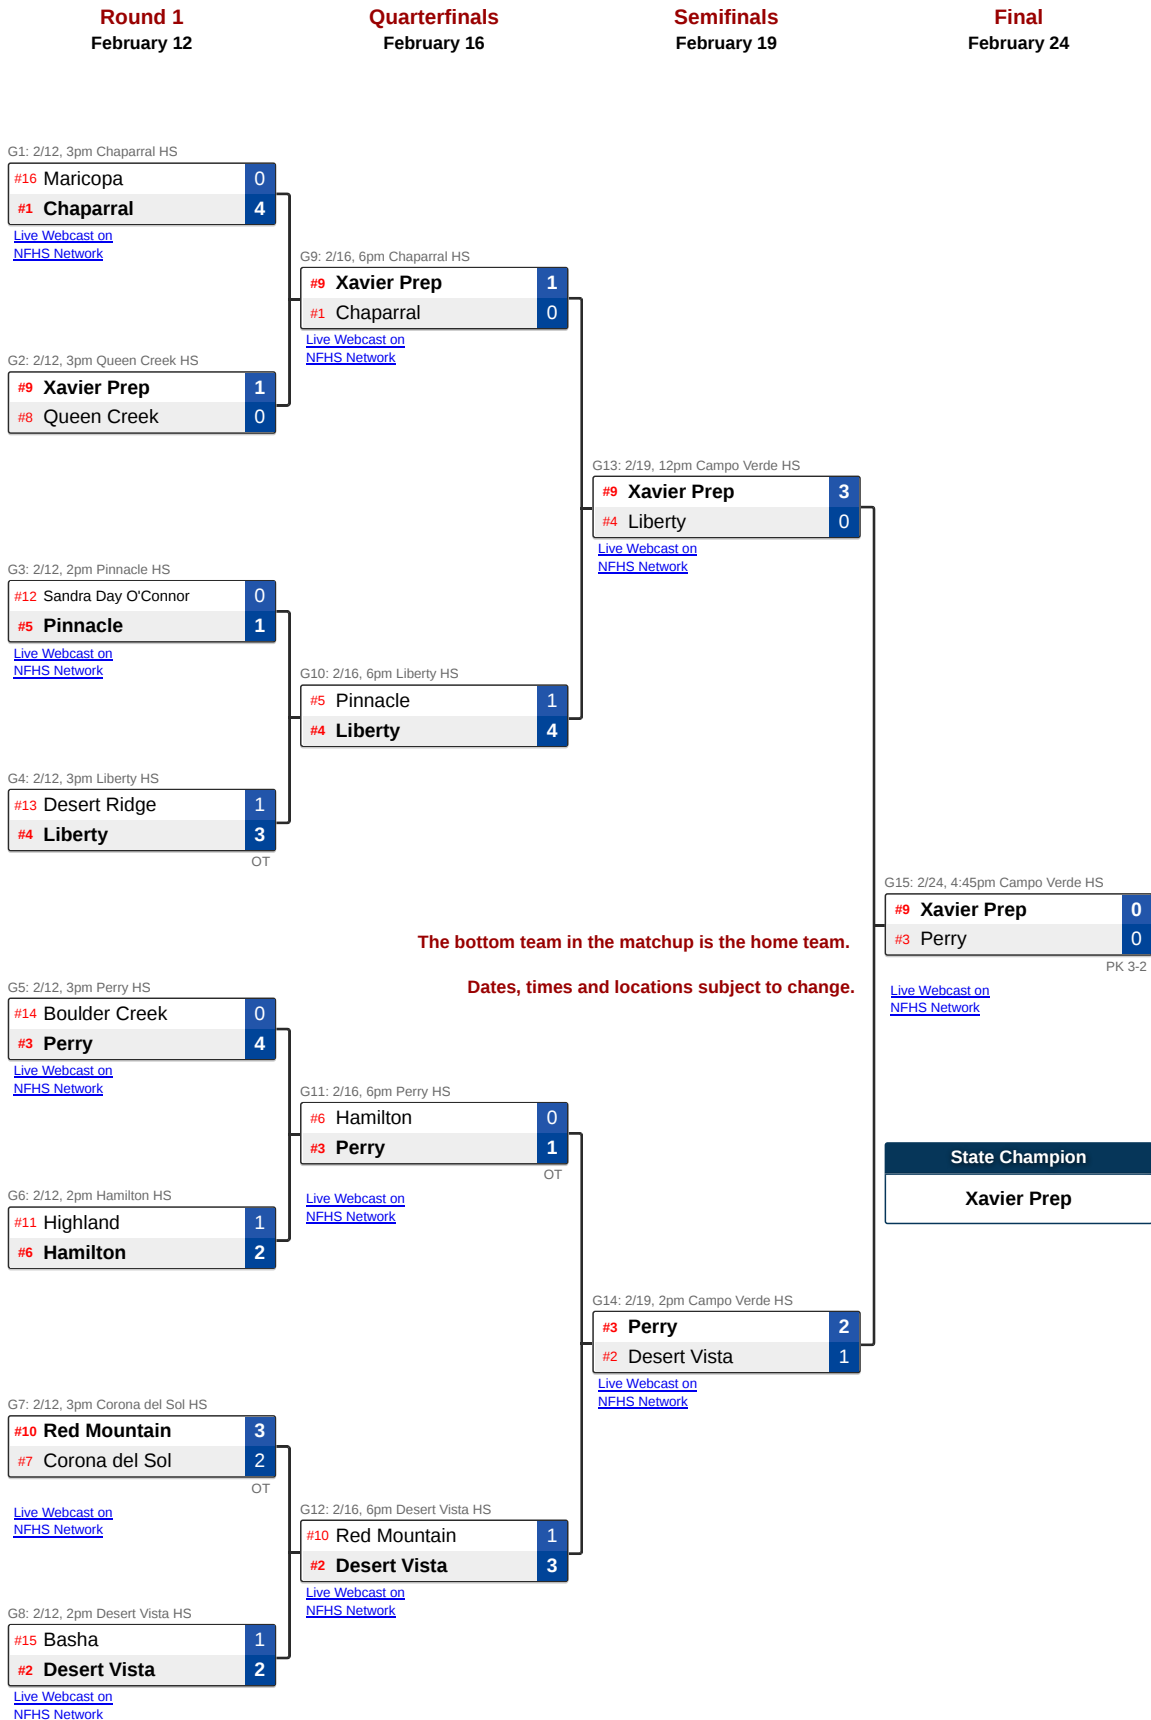 Round 1
February 12
Quarterfinals
February 16
Semifinals
February 19
Final
February 24
G1: 2/12, 3pm Chaparral HS
#16 Maricopa 0
#1 Chaparral 4
Live Webcast on
NFHS Network
G2: 2/12, 3pm Queen Creek HS
#9 Xavier Prep 1
#8 Queen Creek 0
G3: 2/12, 2pm Pinnacle HS
#12 Sandra Day O'Connor 0
#5 Pinnacle 1
Live Webcast on
NFHS Network
G4: 2/12, 3pm Liberty HS
#13 Desert Ridge 1
#4 Liberty 3
OT
G5: 2/12, 3pm Perry HS
#14 Boulder Creek 0
#3 Perry 4
Live Webcast on
NFHS Network
G6: 2/12, 2pm Hamilton HS
#11 Highland 1
#6 Hamilton 2
G7: 2/12, 3pm Corona del Sol HS
#10 Red Mountain 3
#7 Corona del Sol 2
OT
Live Webcast on
NFHS Network
G8: 2/12, 2pm Desert Vista HS
#15 Basha 1
#2 Desert Vista 2
Live Webcast on
NFHS Network
G9: 2/16, 6pm Chaparral HS
#9 Xavier Prep 1
#1 Chaparral 0
Live Webcast on
NFHS Network
G10: 2/16, 6pm Liberty HS
#5 Pinnacle 1
#4 Liberty 4
G11: 2/16, 6pm Perry HS
#6 Hamilton 0
#3 Perry 1
OT
Live Webcast on
NFHS Network
G12: 2/16, 6pm Desert Vista HS
#10 Red Mountain 1
#2 Desert Vista 3
Live Webcast on
NFHS Network
G13: 2/19, 12pm Campo Verde HS
#9 Xavier Prep 3
#4 Liberty 0
Live Webcast on
NFHS Network
The bottom team in the matchup is the home team.
Dates, times and locations subject to change.
G14: 2/19, 2pm Campo Verde HS
#3 Perry 2
#2 Desert Vista 1
Live Webcast on
NFHS Network
G15: 2/24, 4:45pm Campo Verde HS
#9 Xavier Prep 0
#3 Perry 0
PK 3-2
Live Webcast on
NFHS Network
State Champion
Xavier Prep